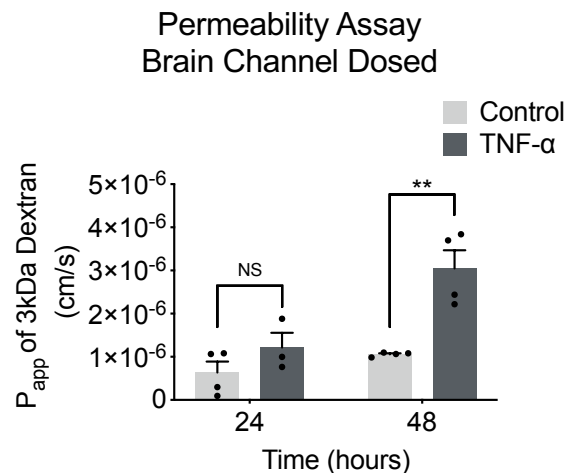 Permeability Assay
Brain Channel Dosed
Control
TNF-α
P_app of 3kDa Dextran
(cm/s)
5×10⁻⁶
4×10⁻⁶
3×10⁻⁶
2×10⁻⁶
1×10⁻⁶
0
NS
**
24
48
Time (hours)